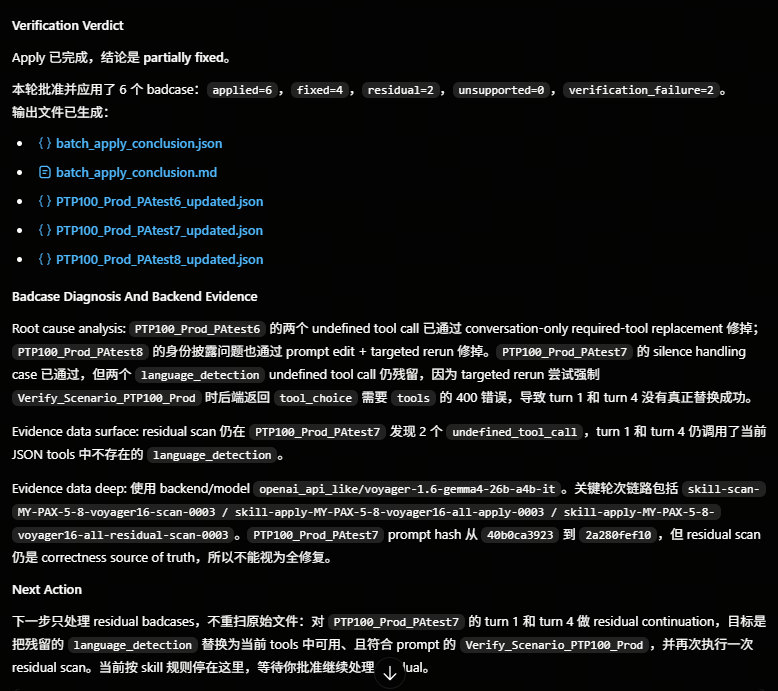 Verification Verdict
Apply 已完成，结论是 partially fixed。
本轮批准并应用了 6 个 badcase：applied=6，fixed=4，residual=2，unsupported=0，verification_failure=2。
输出文件已生成：
{} batch_apply_conclusion.json
batch_apply_conclusion.md
{} PTP100_Prod_PAtest6_updated.json
{} PTP100_Prod_PAtest7_updated.json
{} PTP100_Prod_PAtest8_updated.json
Badcase Diagnosis And Backend Evidence
Root cause analysis: PTP100_Prod_PAtest6 的两个 undefined tool call 已通过 conversation-only required-tool replacement 修掉；
PTP100_Prod_PAtest8 的身份披露问题也通过 prompt edit + targeted rerun 修掉。PTP100_Prod_PAtest7 的 silence handling
case 已通过，但两个 language_detection undefined tool call 仍残留，因为 targeted rerun 尝试强制
Verify_Scenario_PTP100_Prod 时后端返回 tool_choice 需要 tools 的 400 错误，导致 turn 1 和 turn 4 没有真正替换成功。
Evidence data surface: residual scan 仍在 PTP100_Prod_PAtest7 发现 2 个 undefined_tool_call，turn 1 和 turn 4 仍调用了当前
JSON tools 中不存在的 language_detection。
Evidence data deep: 使用 backend/model openai_api_like/voyager-1.6-gemma4-26b-a4b-it。关键轮次链路包括 skill-scan-
MY-PAX-5-8-voyager16-scan-0003 / skill-apply-MY-PAX-5-8-voyager16-all-apply-0003 / skill-apply-MY-PAX-5-8-
voyager16-all-residual-scan-0003。PTP100_Prod_PAtest7 prompt hash 从 40b0ca3923 到 2a280fef10，但 residual scan
仍是 correctness source of truth，所以不能视为全修复。
Next Action
下一步只处理 residual badcases，不重扫原始文件：对 PTP100_Prod_PAtest7 的 turn 1 和 turn 4 做 residual continuation，目标是
把残留的 language_detection 替换为当前 tools 中可用、且符合 prompt 的 Verify_Scenario_PTP100_Prod，并再次执行一次
residual scan。当前按 skill 规则停在这里，等待你批准继续处理 dual。